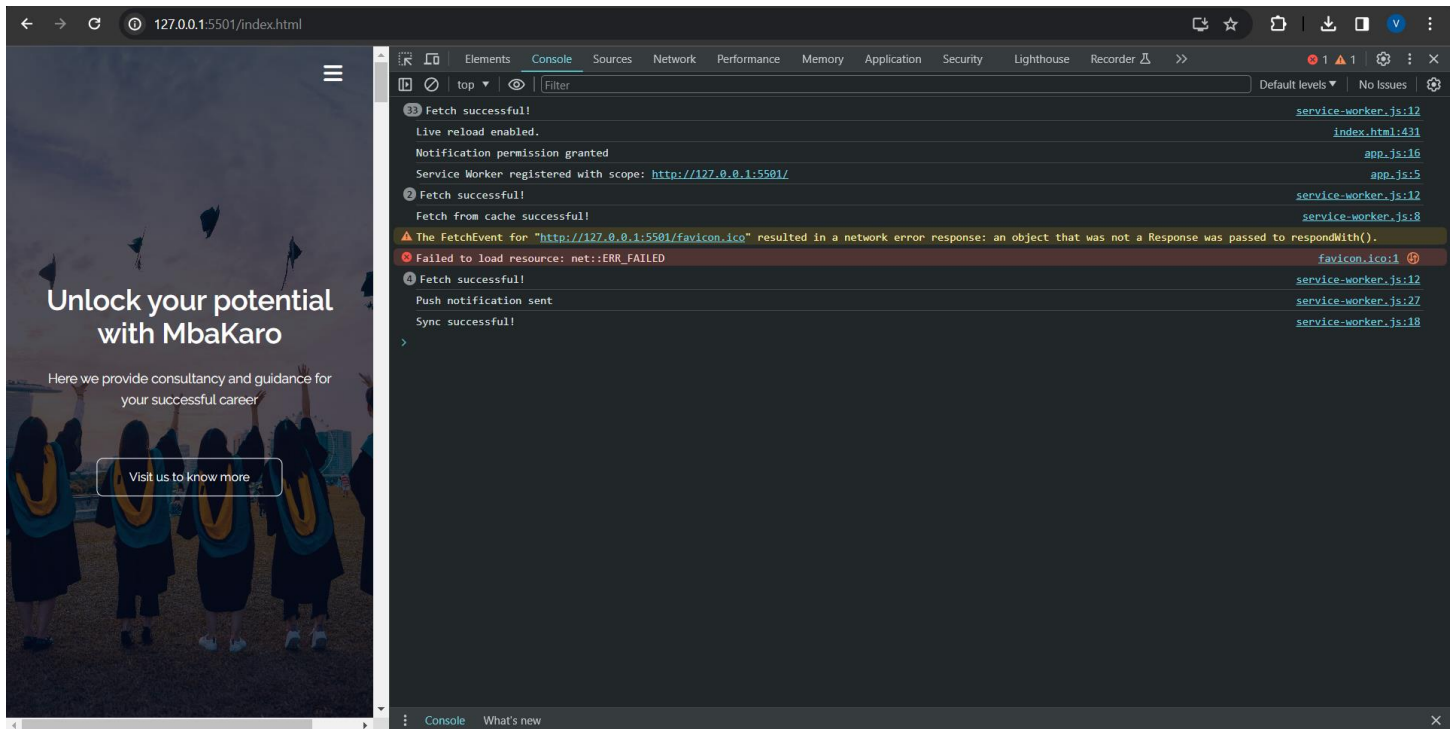 127.0.0.1:5501/index.html
V
Elements Console Sources Network Performance Memory Application Security Lighthouse Recorder >> 1 1
top Filter Default levels No Issues
33 Fetch successful! service-worker.js:12
Live reload enabled. index.html:431
Notification permission granted app.js:16
Service Worker registered with scope: http://127.0.0.1:5501/ app.js:5
2 Fetch successful! service-worker.js:12
Fetch from cache successful! service-worker.js:8
The FetchEvent for "http://127.0.0.1:5501/favicon.ico" resulted in a network error response: an object that was not a Response was passed to respondWith().
Failed to load resource: net::ERR_FAILED favicon.ico:1
4 Fetch successful! service-worker.js:12
Push notification sent service-worker.js:27
Sync successful! service-worker.js:18
>
Unlock your potential
with MbaKaro
Here we provide consultancy and guidance for
your successful career
Visit us to know more
Console What's new